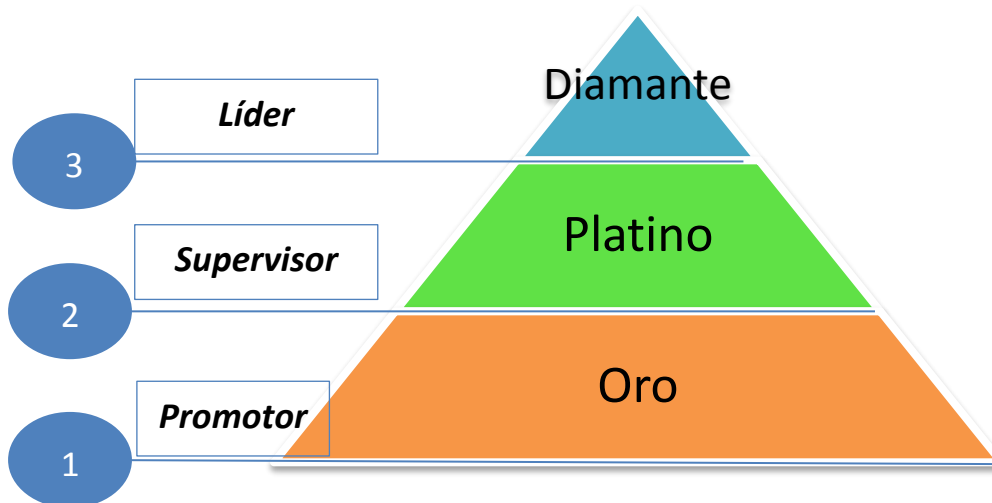 Diamante
Líder
3
Platino
Supervisor
2
Oro
Promotor
1